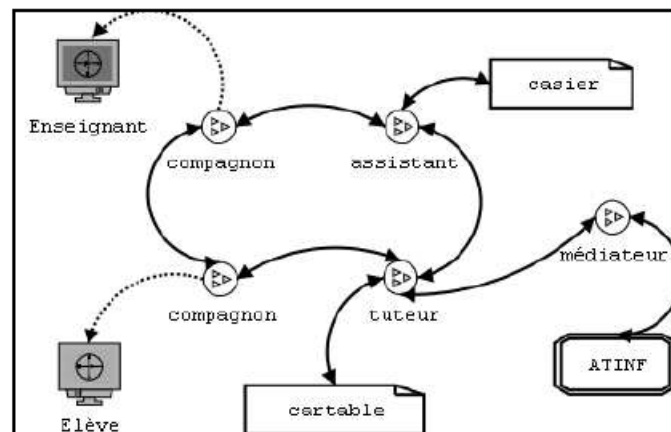 casier
Enseignant
compagnon
assistant
médiateur
compagnon
tuteur
ATINF
cartable
Elève